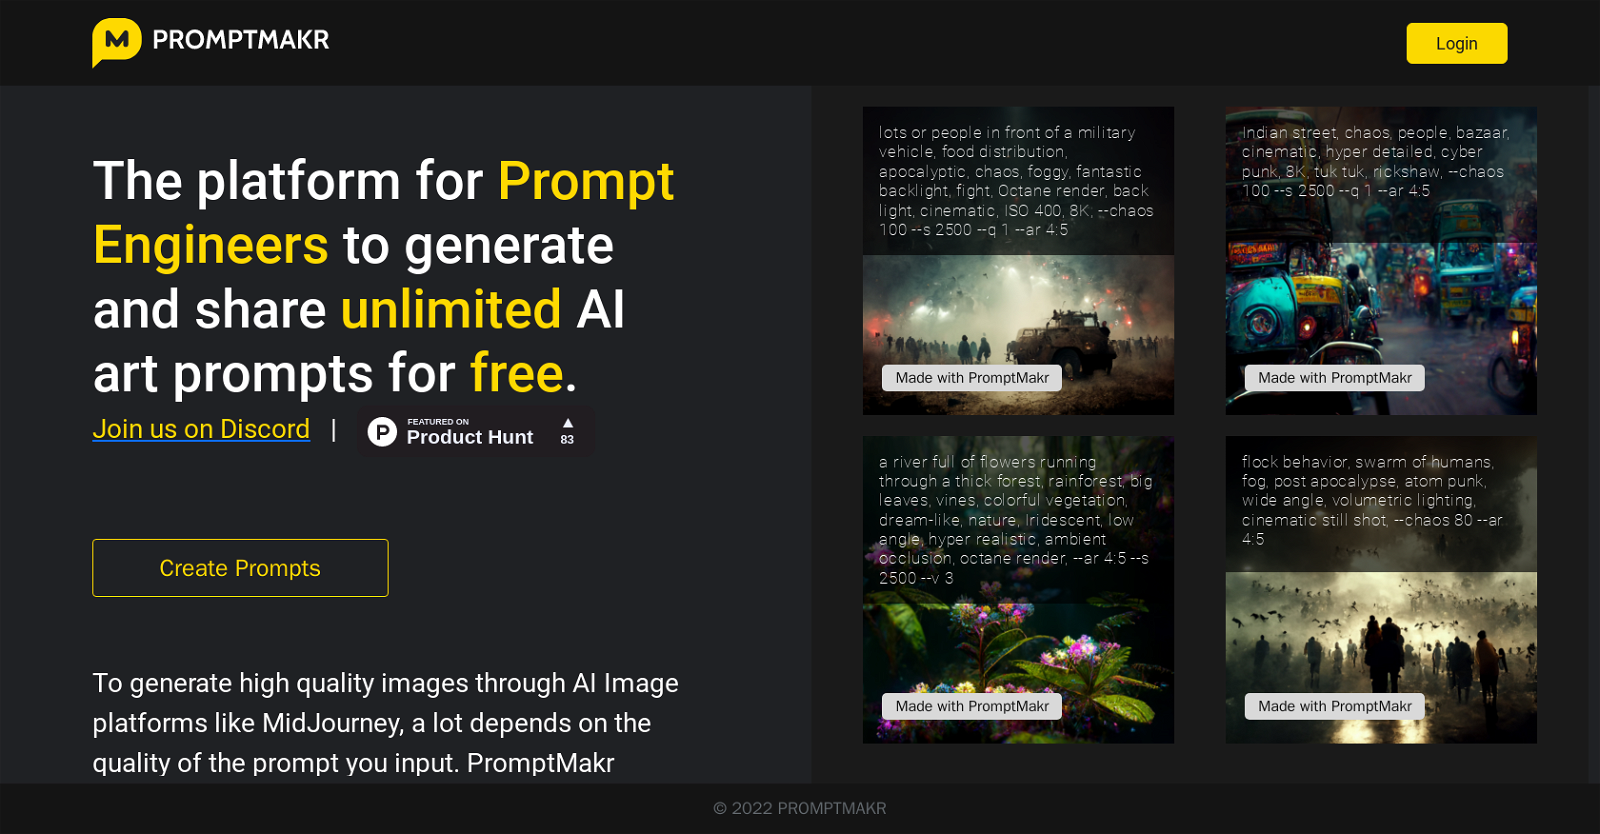 PROMPTMAKR
Login
The platform for Prompt
Engineers to generate
and share unlimited AI
art prompts for free.
Join us on Discord | FEATURED ON
Product Hunt
83
Create Prompts
To generate high quality images through AI Image
platforms like MidJourney, a lot depends on the
quality of the prompt you input. PromptMakr
lots or people in front of a military
vehicle, food distribution,
apocalyptic, chaos, foggy, fantastic
backlight, fight, Octane render, back
light, cinematic, ISO 400, 8K, --chaos
100 --s 2500 --q 1 --ar 4:5
Made with PromptMakr
Indian street, chaos, people, bazaar,
cinematic, hyper detailed, cyber
punk, 8K, tuk tuk, rickshaw, --chaos
100 --s 2500 --q 1 --ar 4:5
Made with PromptMakr
a river full of flowers running
through a thick forest, rainforest, big
leaves, vines, colorful vegetation,
dream-like, nature, Iridescent, low
angle, hyper realistic, ambient
occlusion, octane render, --ar 4:5 --s
2500 --v 3
Made with PromptMakr
flock behavior, swarm of humans,
fog, post apocalypse, atom punk,
wide angle, volumetric lighting,
cinematic still shot, --chaos 80 --ar
4:5
Made with PromptMakr
© 2022 PROMPTMAKR